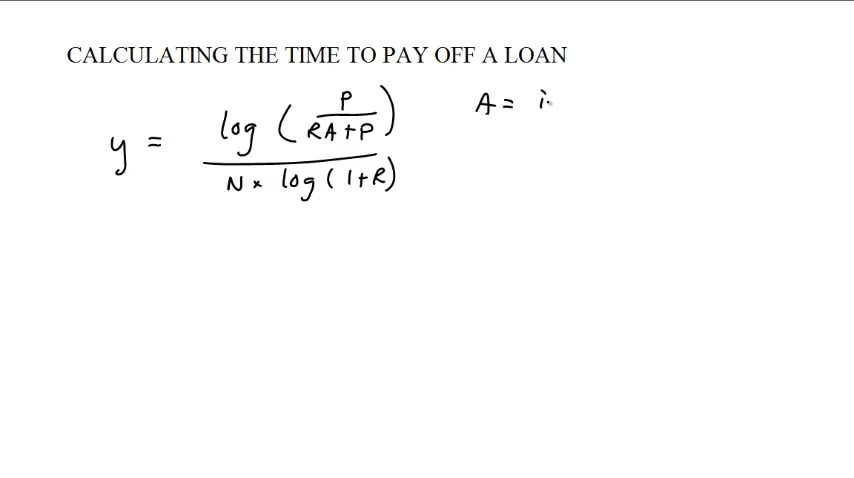 CALCULATING THE TIME TO PAY OFF A LOAN
y = log ( P / RA + P ) / N × log ( 1 + R )
A = i